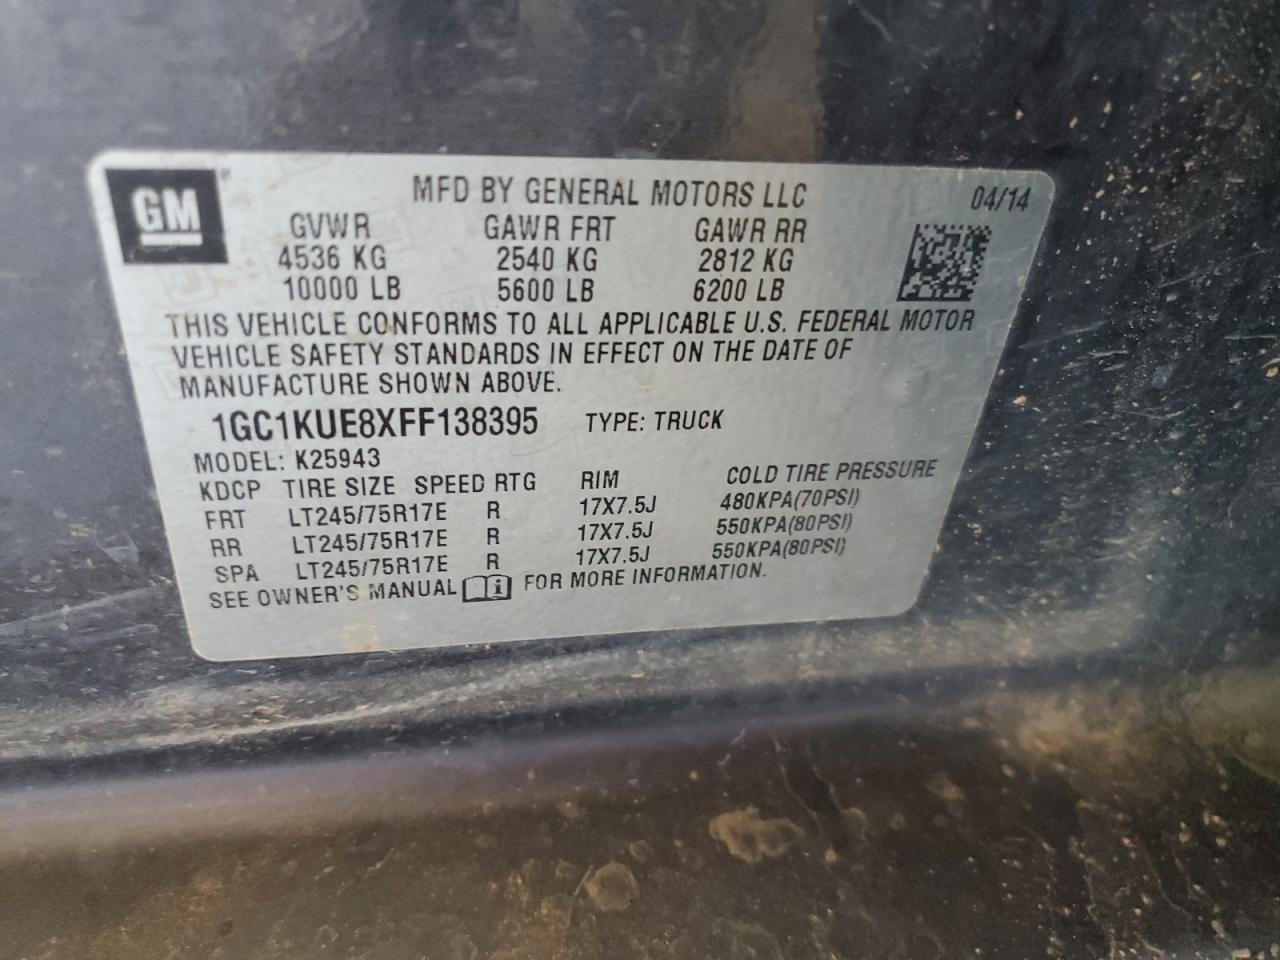 GM®
MFD BY GENERAL MOTORS LLC 04/14
GVWR GAWR FRT GAWR RR
4536 KG 2540 KG 2812 KG
10000 LB 5600 LB 6200 LB
THIS VEHICLE CONFORMS TO ALL APPLICABLE U.S. FEDERAL MOTOR
VEHICLE SAFETY STANDARDS IN EFFECT ON THE DATE OF
MANUFACTURE SHOWN ABOVE.
1GC1KUE8XFF138395 TYPE: TRUCK
MODEL: K25943
KDCP TIRE SIZE SPEED RTG RIM COLD TIRE PRESSURE
FRT LT245/75R17E R 17X7.5J 480KPA(70PSI)
RR LT245/75R17E R 17X7.5J 550KPA(80PSI)
SPA LT245/75R17E R 17X7.5J 550KPA(80PSI)
SEE OWNER'S MANUAL i FOR MORE INFORMATION.